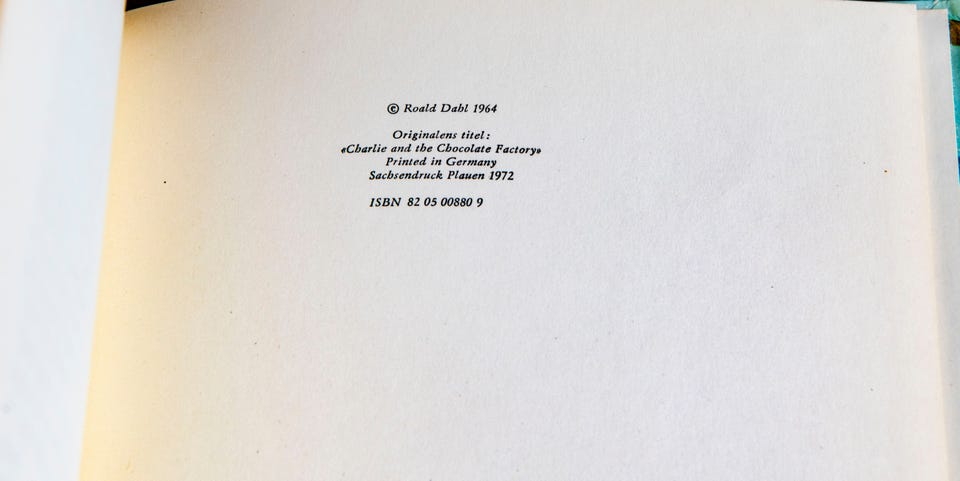 © Roald Dahl 1964
Originalens titel:
«Charlie and the Chocolate Factory»
Printed in Germany
Sachsendruck Plauen 1972
ISBN 82 05 00880 9